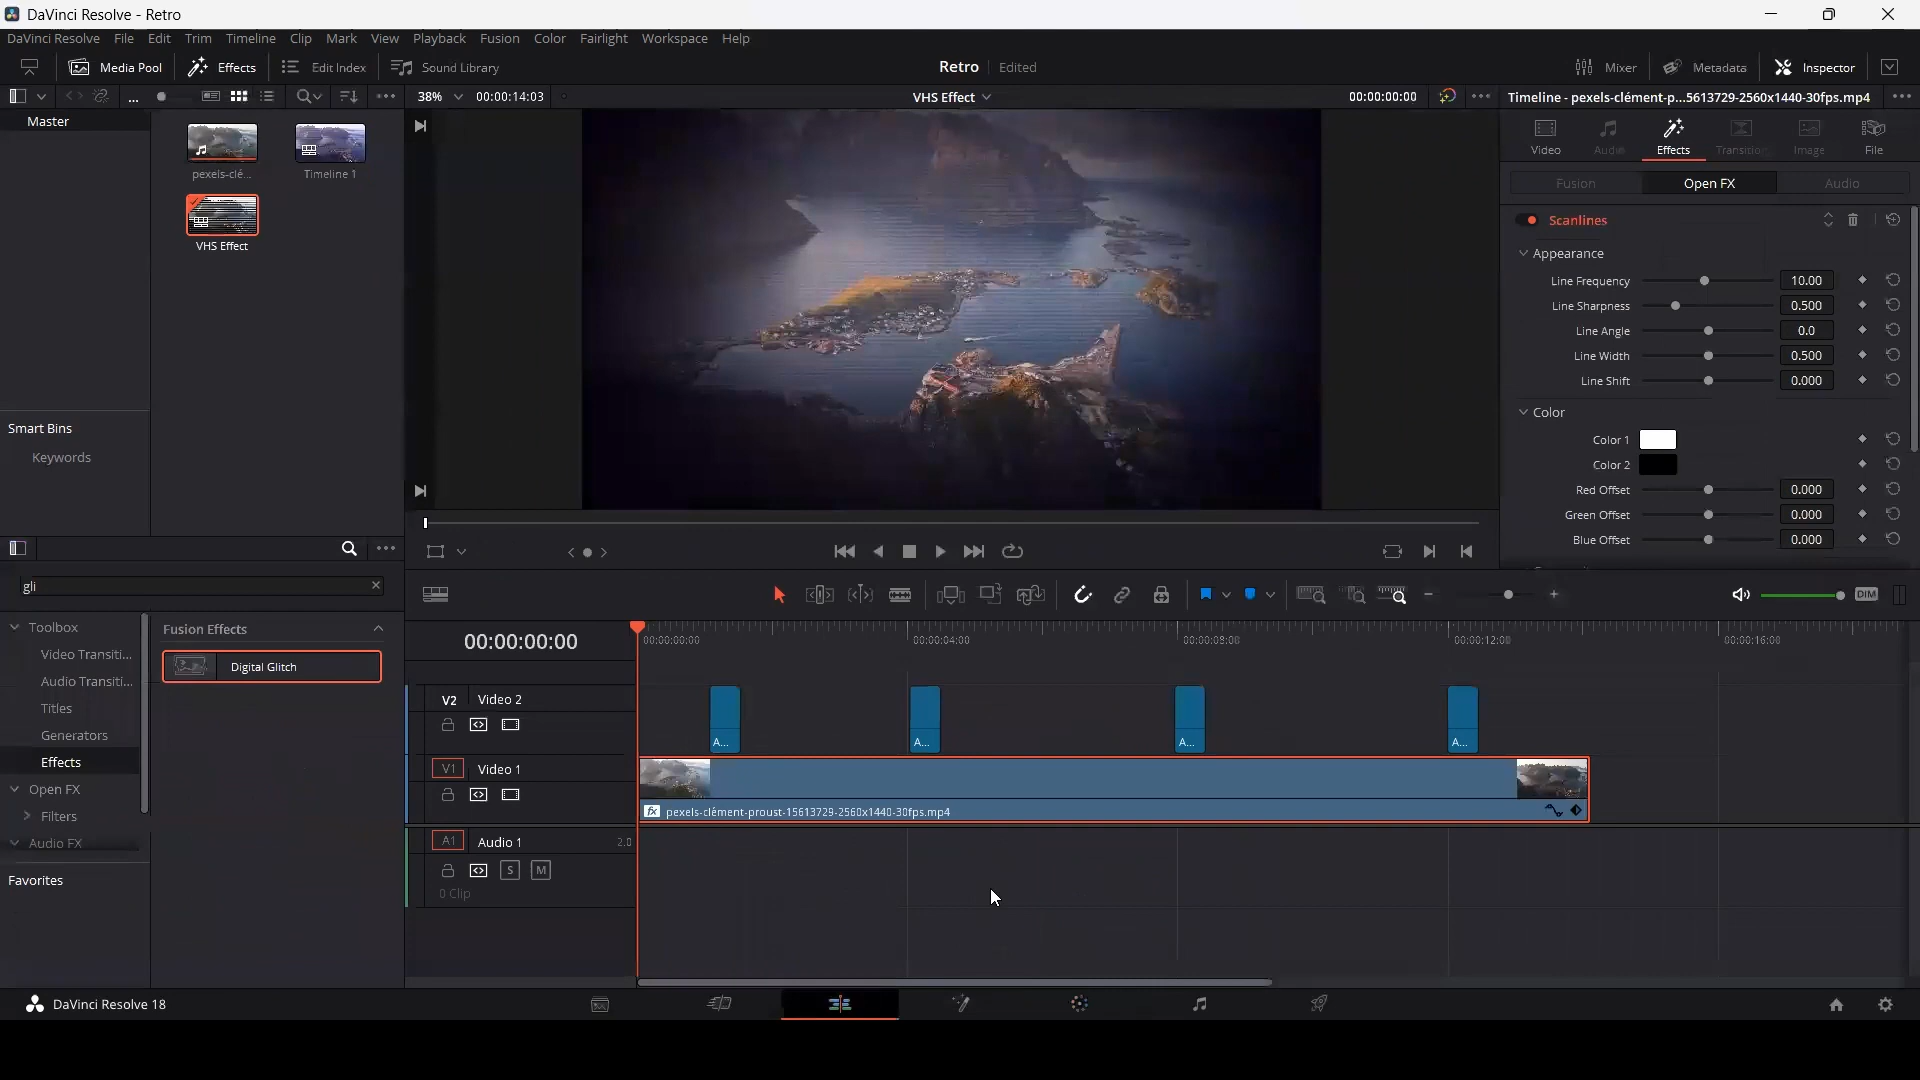 DaVinci Resolve - Retro
DaVinci Resolve File Edit Trim Timeline Clip Mark View Playback Fusion Color Fairlight Workspace Help
Media Pool Effects Edit Index Sound Library Retro Edited Mixer Metadata Inspector
38% 00:00:14:03 VHS Effect 00:00:00:00 Timeline - pexels-clément-p...5613729-2560x1440-30fps.mp4
Master
pexels-clé... Timeline 1
VHS Effect
Smart Bins
Keywords
Video Audio Effects Transitio Image File
Fusion Open FX Audio
Scanlines
Appearance
Line Frequency 10.00
Line Sharpness 0.500
Line Angle 0.0
Line Width 0.500
Line Shift 0.000
Color
Color 1
Color 2
Red Offset 0.000
Green Offset 0.000
Blue Offset 0.000
gli
Toolbox
Video Transiti...
Audio Transiti...
Titles
Generators
Effects
Open FX
Filters
Audio FX
Favorites
Fusion Effects
Digital Glitch
DIM
00:00:00:00 00:00:00:00 00:00:04:00 00:00:08:00 00:00:12:00 00:00:16:00
V2 Video 2
A... A... A... A...
V1 Video 1
fx pexels-clément-proust-15613729-2560x1440-30fps.mp4
A1 Audio 1 2.0
S M
0 Clip
DaVinci Resolve 18